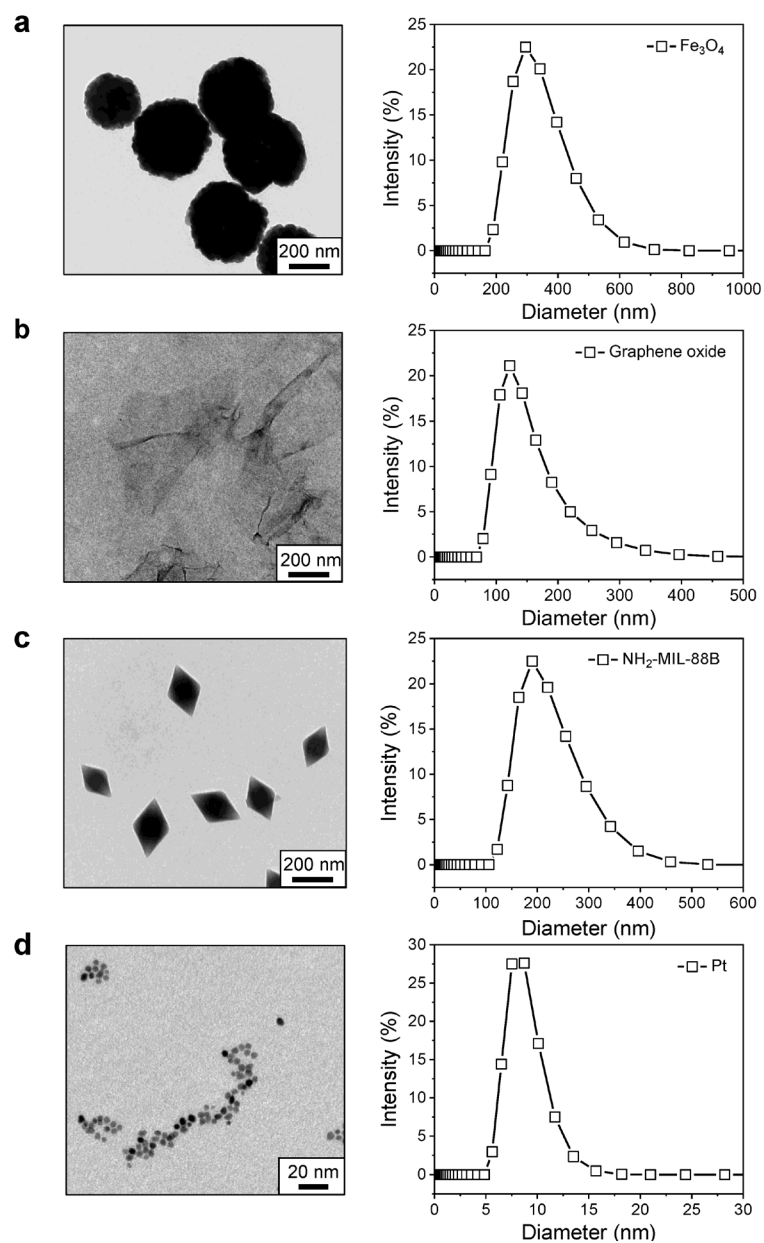 a
200 nm
Intensity (%)
25
20
15
10
5
0
Fe₃O₄
0 200 400 600 800 1000
Diameter (nm)
b
200 nm
Intensity (%)
25
20
15
10
5
0
Graphene oxide
0 100 200 300 400 500
Diameter (nm)
c
200 nm
Intensity (%)
25
20
15
10
5
0
NH₂-MIL-88B
0 100 200 300 400 500 600
Diameter (nm)
d
20 nm
Intensity (%)
30
25
20
15
10
5
0
Pt
0 5 10 15 20 25 30
Diameter (nm)